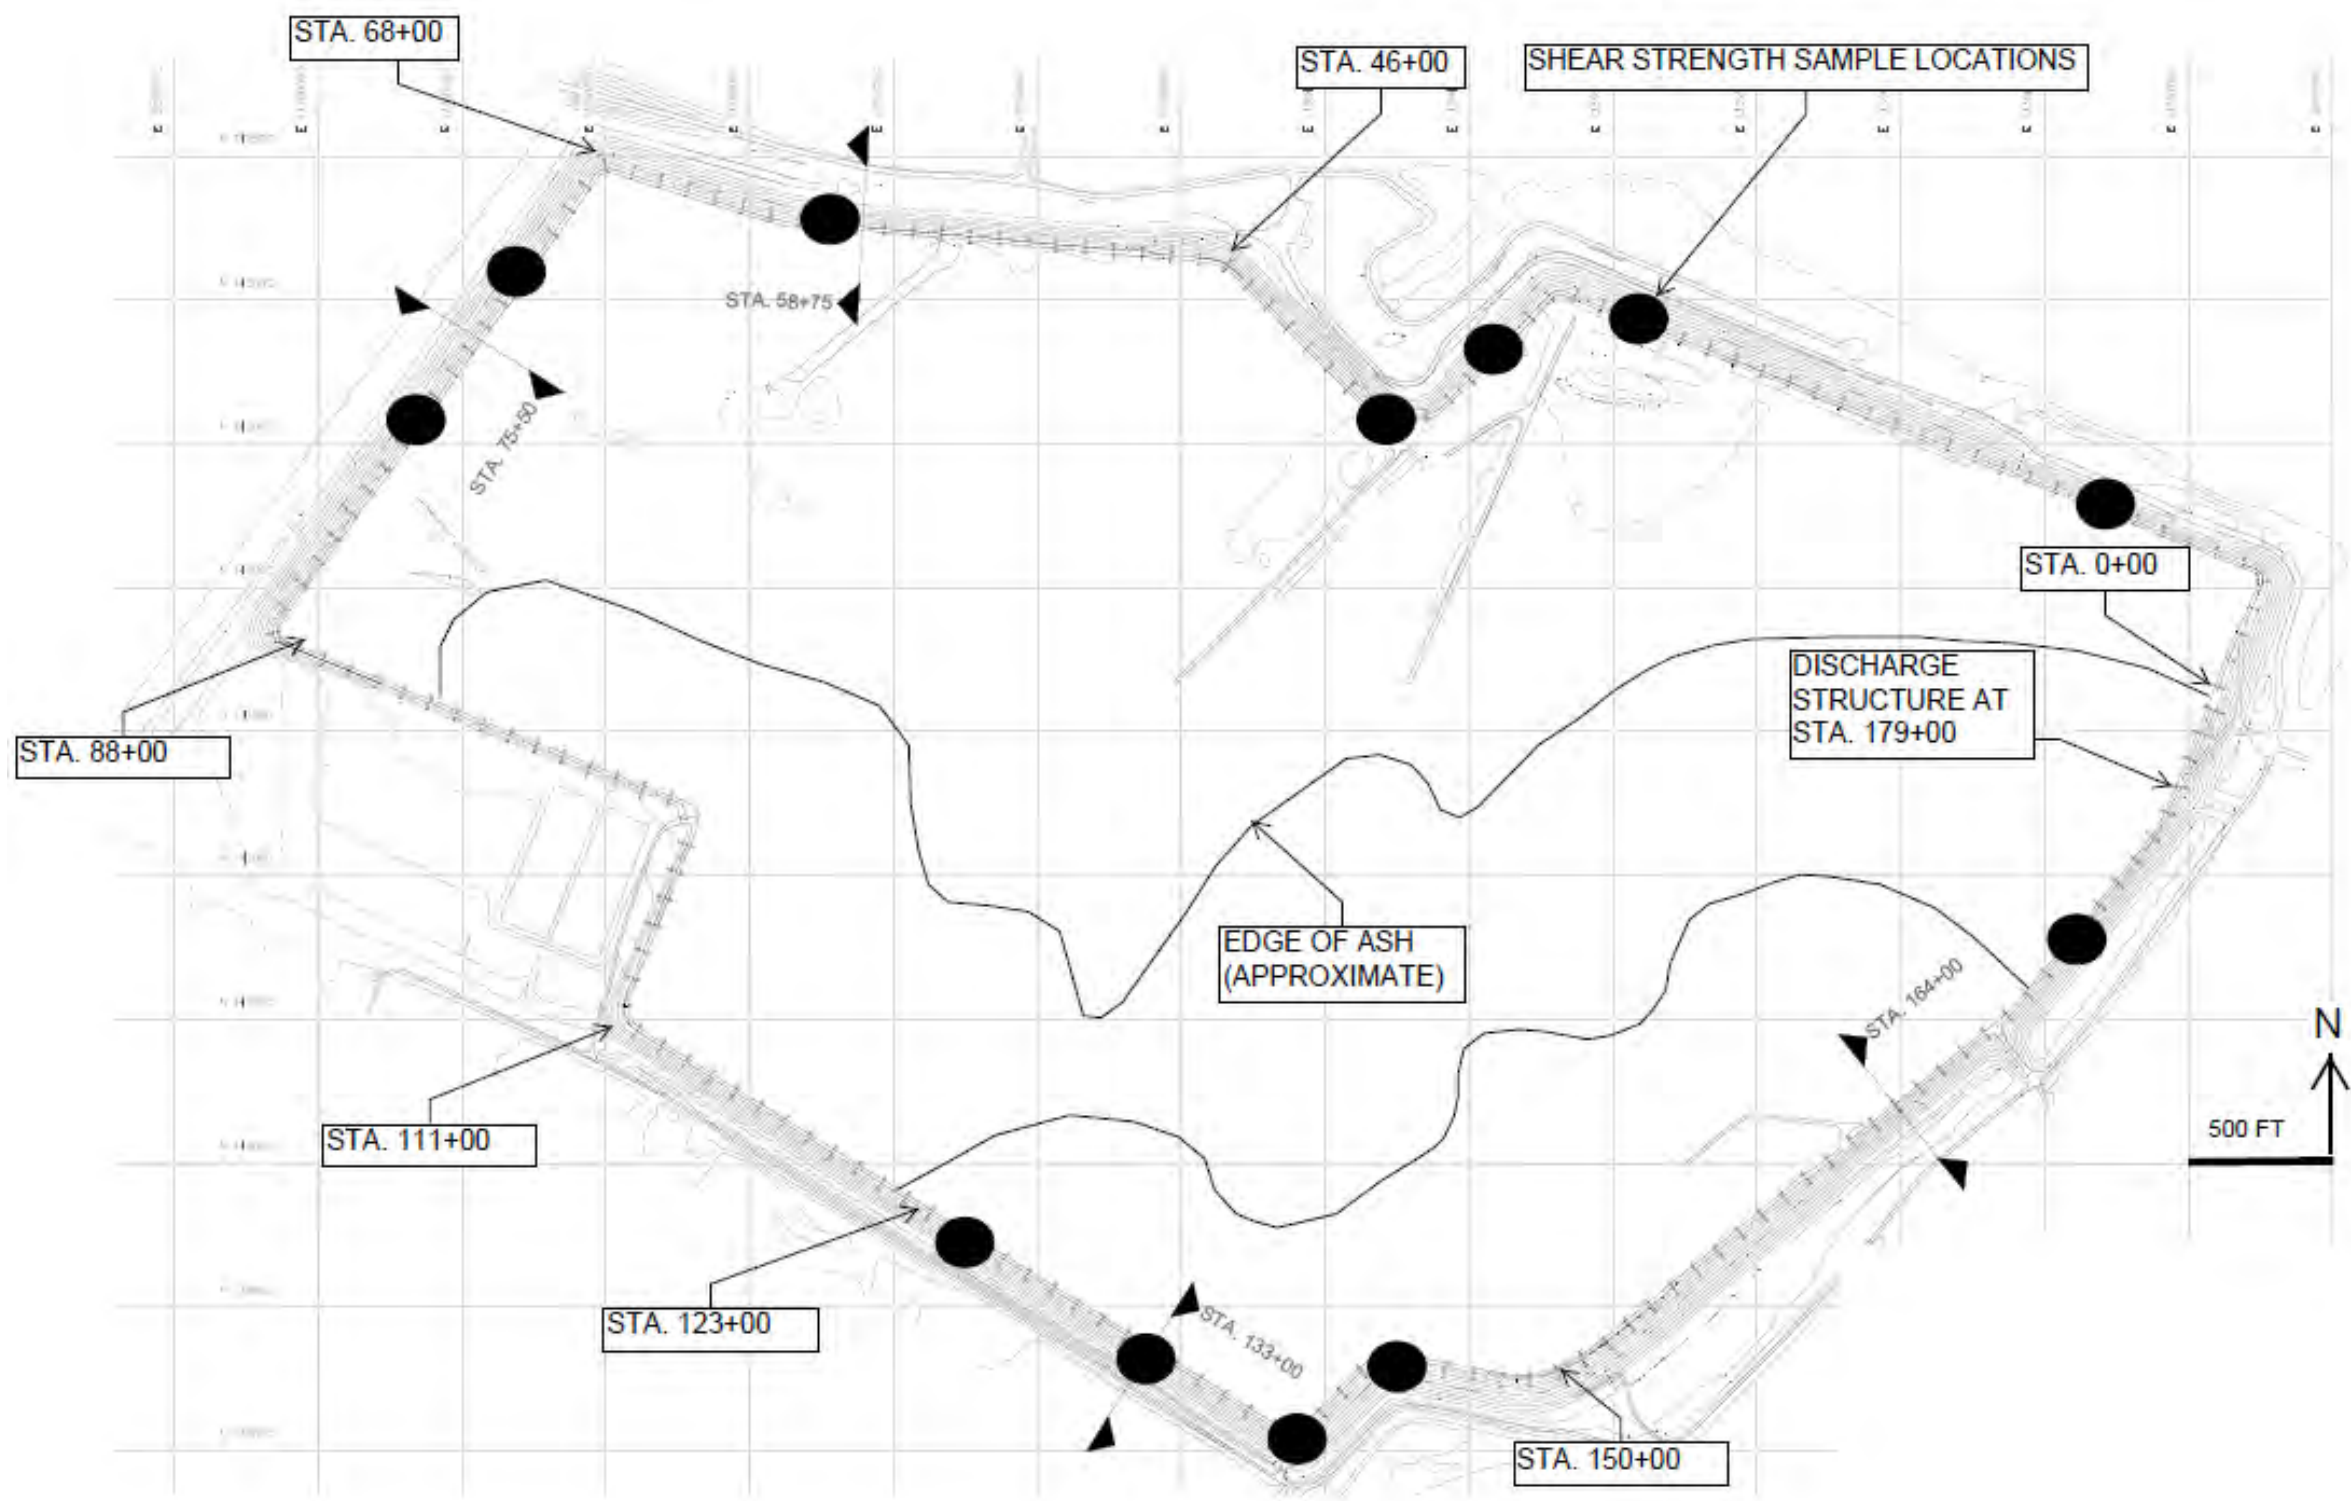 STA. 68+00
STA. 46+00
SHEAR STRENGTH SAMPLE LOCATIONS
E E E E E E E E E E E E E E E E
STA. 58+75
STA. 75+50
STA. 0+00
DISCHARGE
STRUCTURE AT
STA. 179+00
STA. 88+00
EDGE OF ASH
(APPROXIMATE)
STA. 164+00
N
500 FT
STA. 111+00
STA. 123+00
STA. 133+00
STA. 150+00